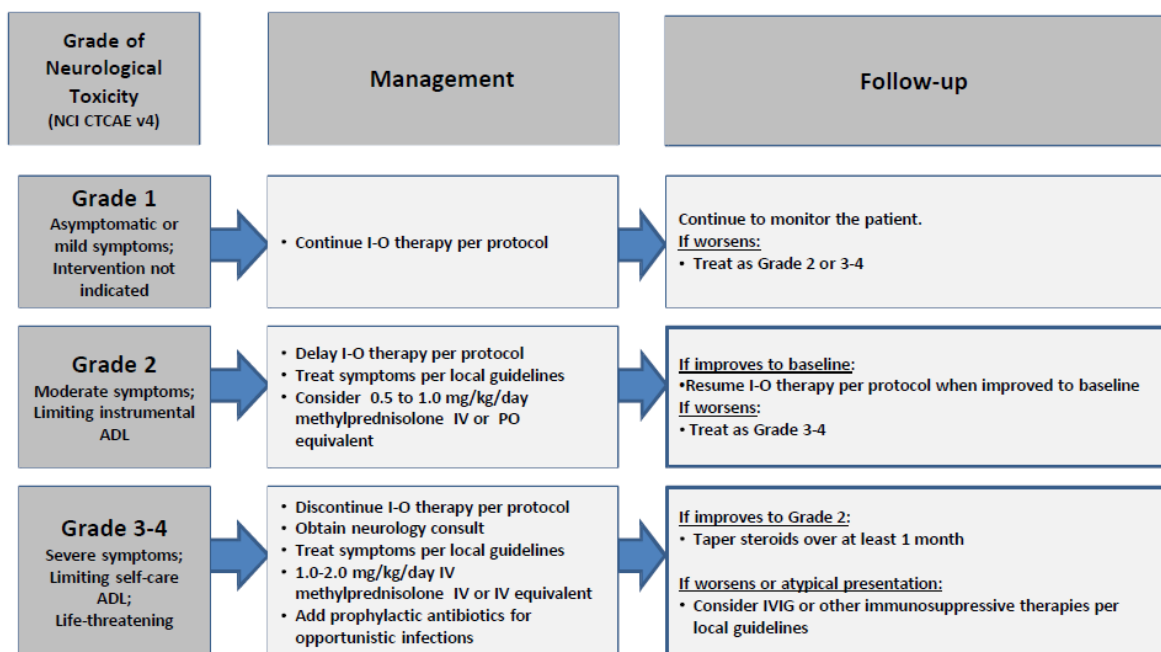 Grade of
Neurological
Toxicity
(NCI CTCAE v4)
Management
Follow-up
Grade 1
Asymptomatic or
mild symptoms;
Intervention not
indicated
• Continue I-O therapy per protocol
Continue to monitor the patient.
If worsens:
• Treat as Grade 2 or 3-4
Grade 2
Moderate symptoms;
Limiting instrumental
ADL
• Delay I-O therapy per protocol
• Treat symptoms per local guidelines
• Consider 0.5 to 1.0 mg/kg/day
methylprednisolone IV or PO
equivalent
If improves to baseline:
•Resume I-O therapy per protocol when improved to baseline
If worsens:
• Treat as Grade 3-4
Grade 3-4
Severe symptoms;
Limiting self-care
ADL;
Life-threatening
• Discontinue I-O therapy per protocol
• Obtain neurology consult
• Treat symptoms per local guidelines
• 1.0-2.0 mg/kg/day IV
methylprednisolone IV or IV equivalent
• Add prophylactic antibiotics for
opportunistic infections
If improves to Grade 2:
• Taper steroids over at least 1 month
If worsens or atypical presentation:
• Consider IVIG or other immunosuppressive therapies per
local guidelines